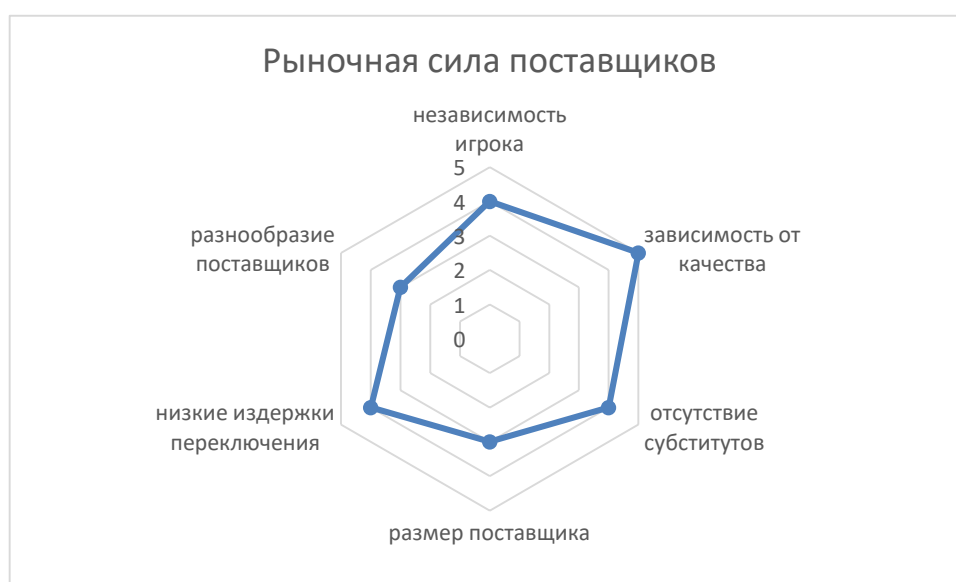 Рыночная сила поставщиков
независимость
игрока
5
4
3
2
1
0
зависимость от
качества
отсутствие
субститутов
размер поставщика
низкие издержки
переключения
разнообразие
поставщиков